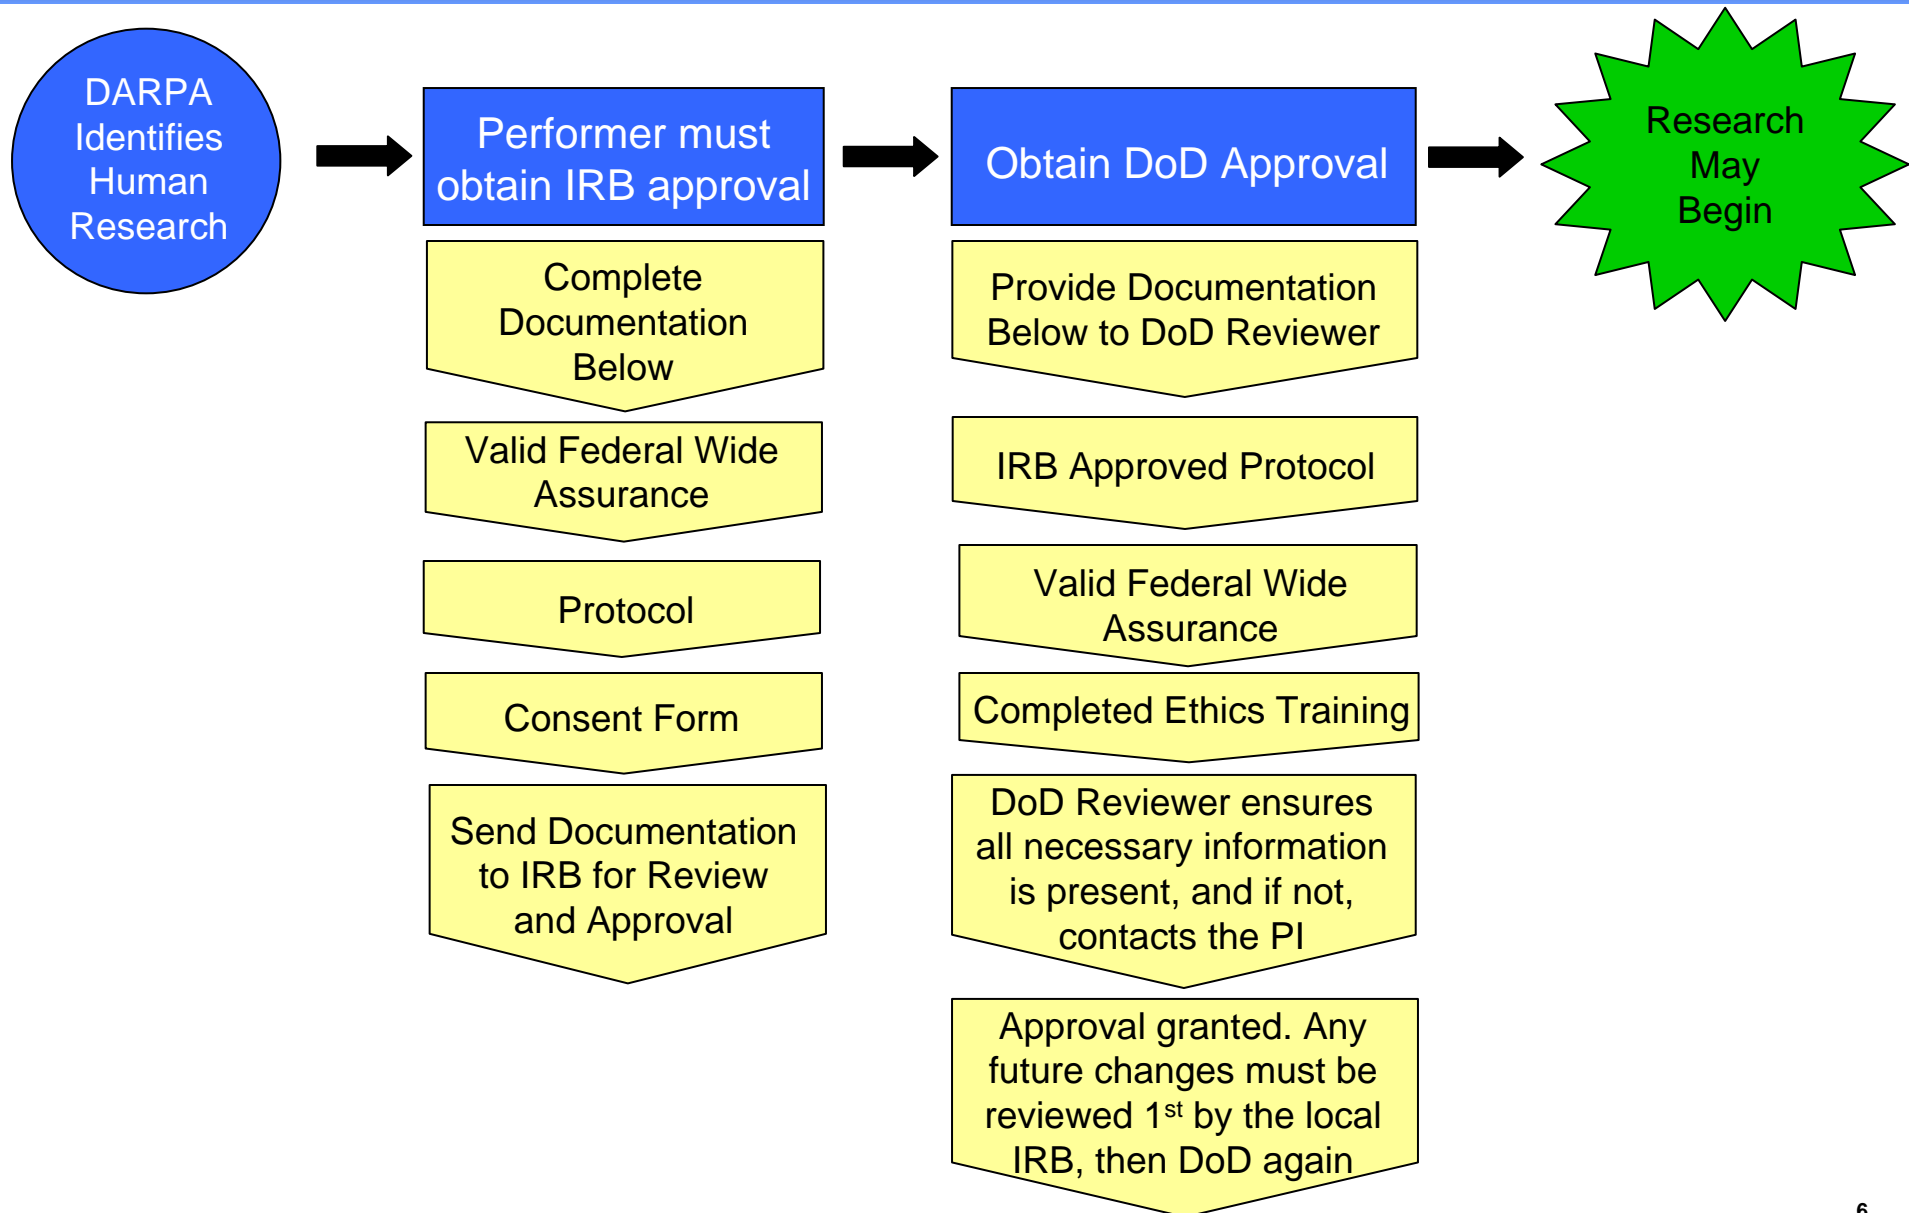 DARPA
Identifies
Human
Research
Performer must
obtain IRB approval
Complete
Documentation
Below
Valid Federal Wide
Assurance
Protocol
Consent Form
Send Documentation
to IRB for Review
and Approval
Obtain DoD Approval
Provide Documentation
Below to DoD Reviewer
IRB Approved Protocol
Valid Federal Wide
Assurance
Completed Ethics Training
DoD Reviewer ensures
all necessary information
is present, and if not,
contacts the PI
Approval granted. Any
future changes must be
reviewed 1st by the local
IRB, then DoD again
Research
May
Begin
6